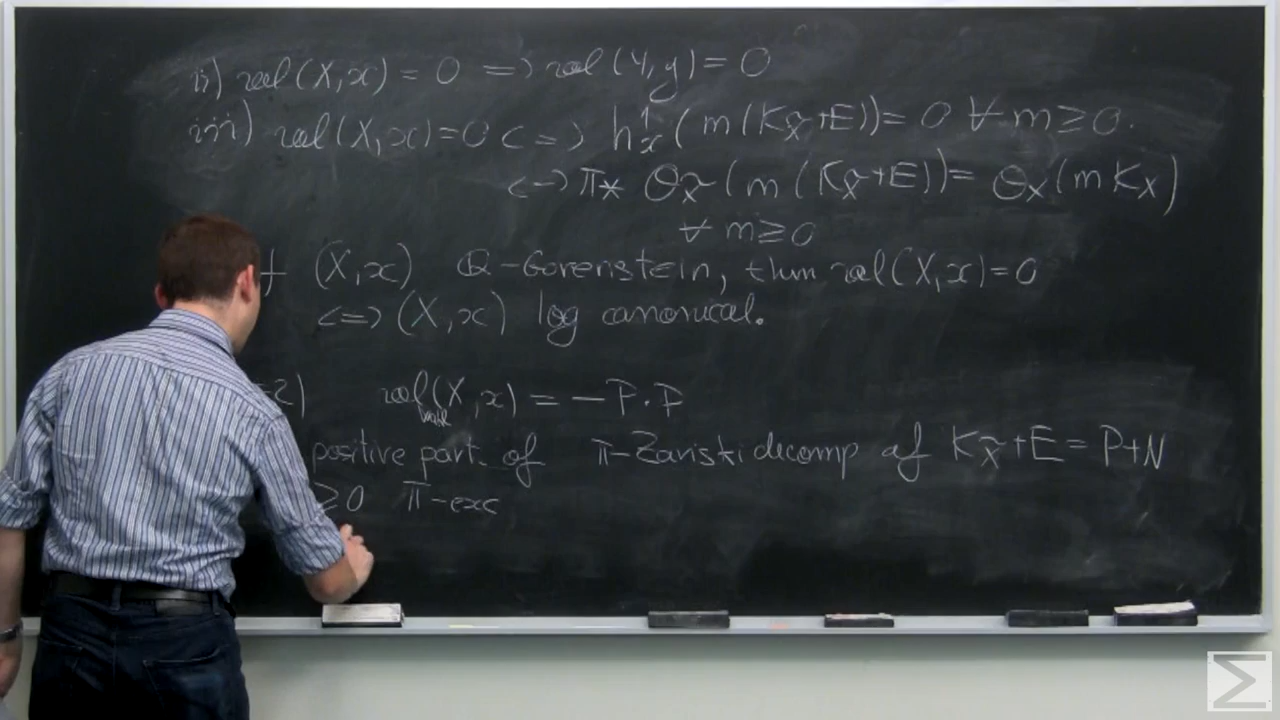 ii) vol(X,x) = 0 => vol(Y,y) = 0
iii) vol(X,x)=0 <=> h¹ₓ(m(K_X̃+E))=0 ∀ m≥0.
<=> π* O_X̃(m(K_X̃+E))= O_X(mK_X)
∀ m≥0
f (X,x) Q-Gorenstein, then vol(X,x)=0
<=> (X,x) log canonical.
=2) vol(X,x) = -P.P
positive part of π-Zariski decomp of K_X̃+E = P+N
≥0 π-exc
Σ